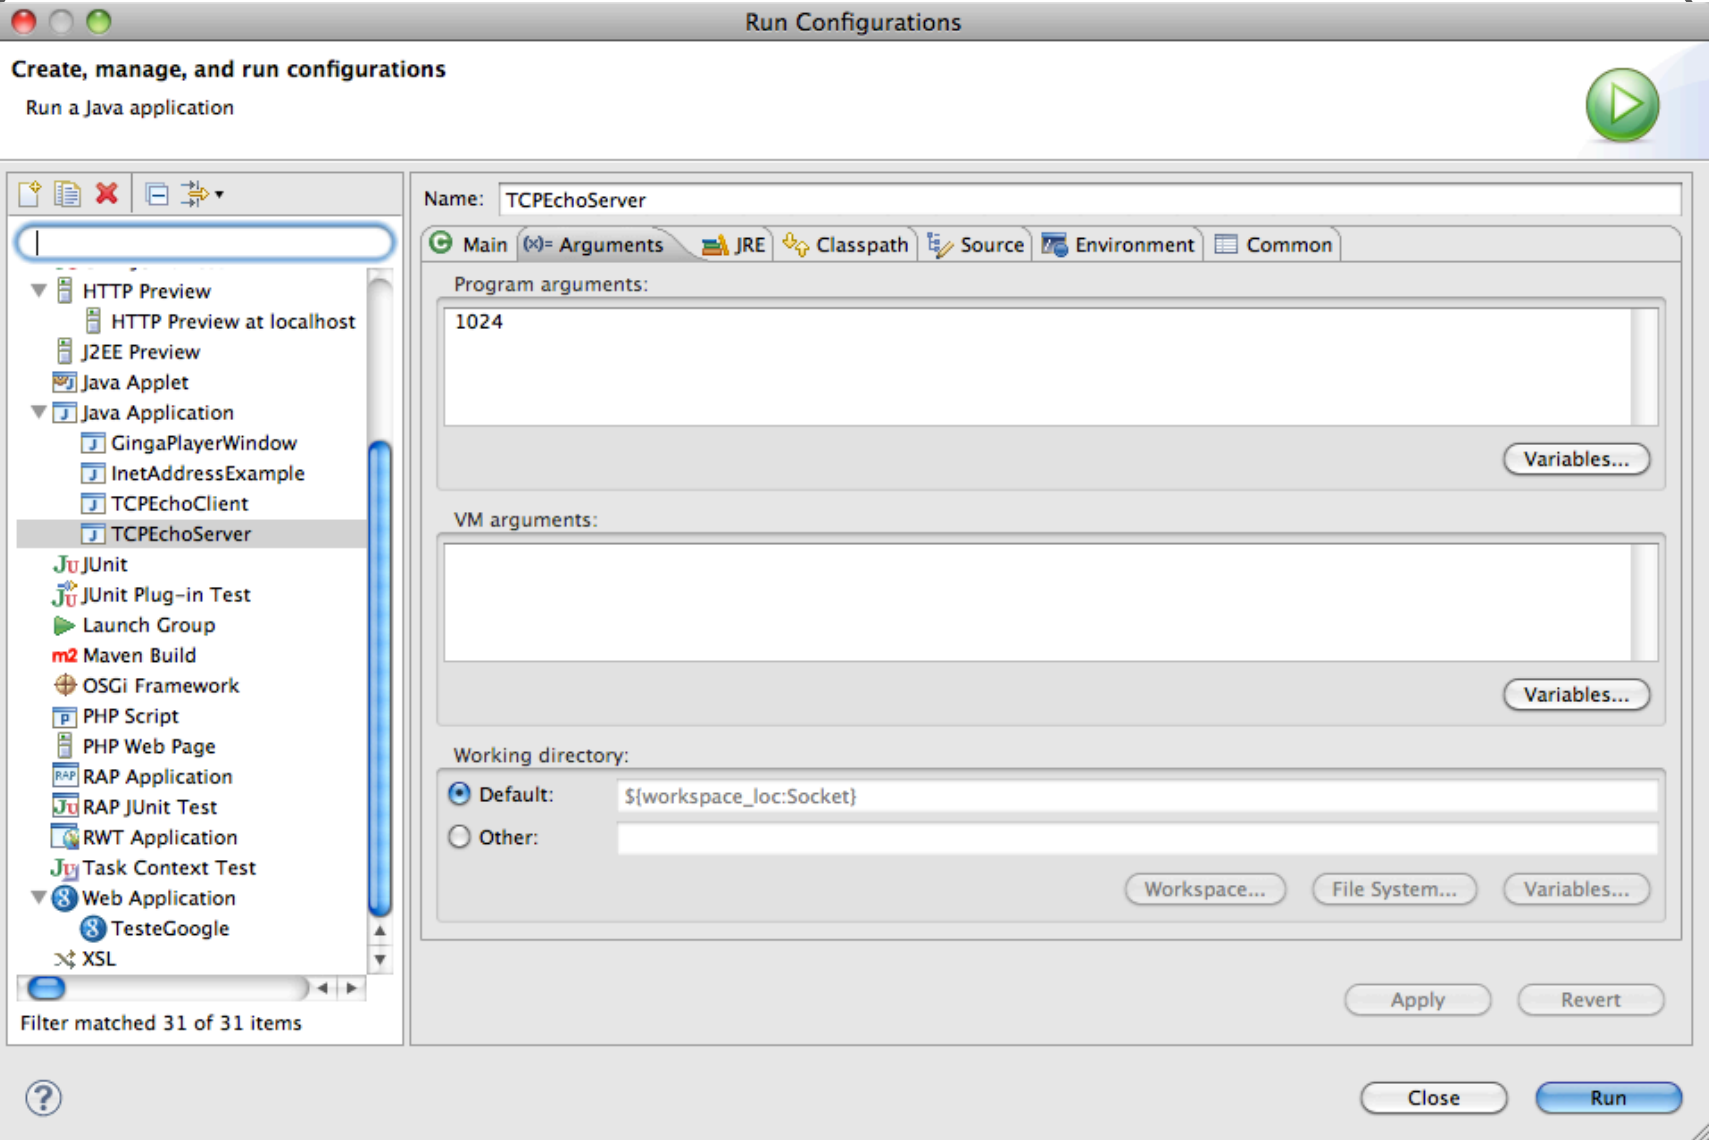 Run Configurations
Create, manage, and run configurations
Run a Java application
HTTP Preview
HTTP Preview at localhost
J2EE Preview
Java Applet
Java Application
GingaPlayerWindow
InetAddressExample
TCPEchoClient
TCPEchoServer
JUnit
JUnit Plug-in Test
Launch Group
m2 Maven Build
OSGi Framework
PHP Script
PHP Web Page
RAP RAP Application
RAP JUnit Test
RWT Application
Task Context Test
Web Application
TesteGoogle
XSL
Filter matched 31 of 31 items
Name: TCPEchoServer
Main (x)= Arguments JRE Classpath Source Environment Common
Program arguments:
1024
Variables...
VM arguments:
Variables...
Working directory:
Default: ${workspace_loc:Socket}
Other:
Workspace... File System... Variables...
Apply Revert
? Close Run